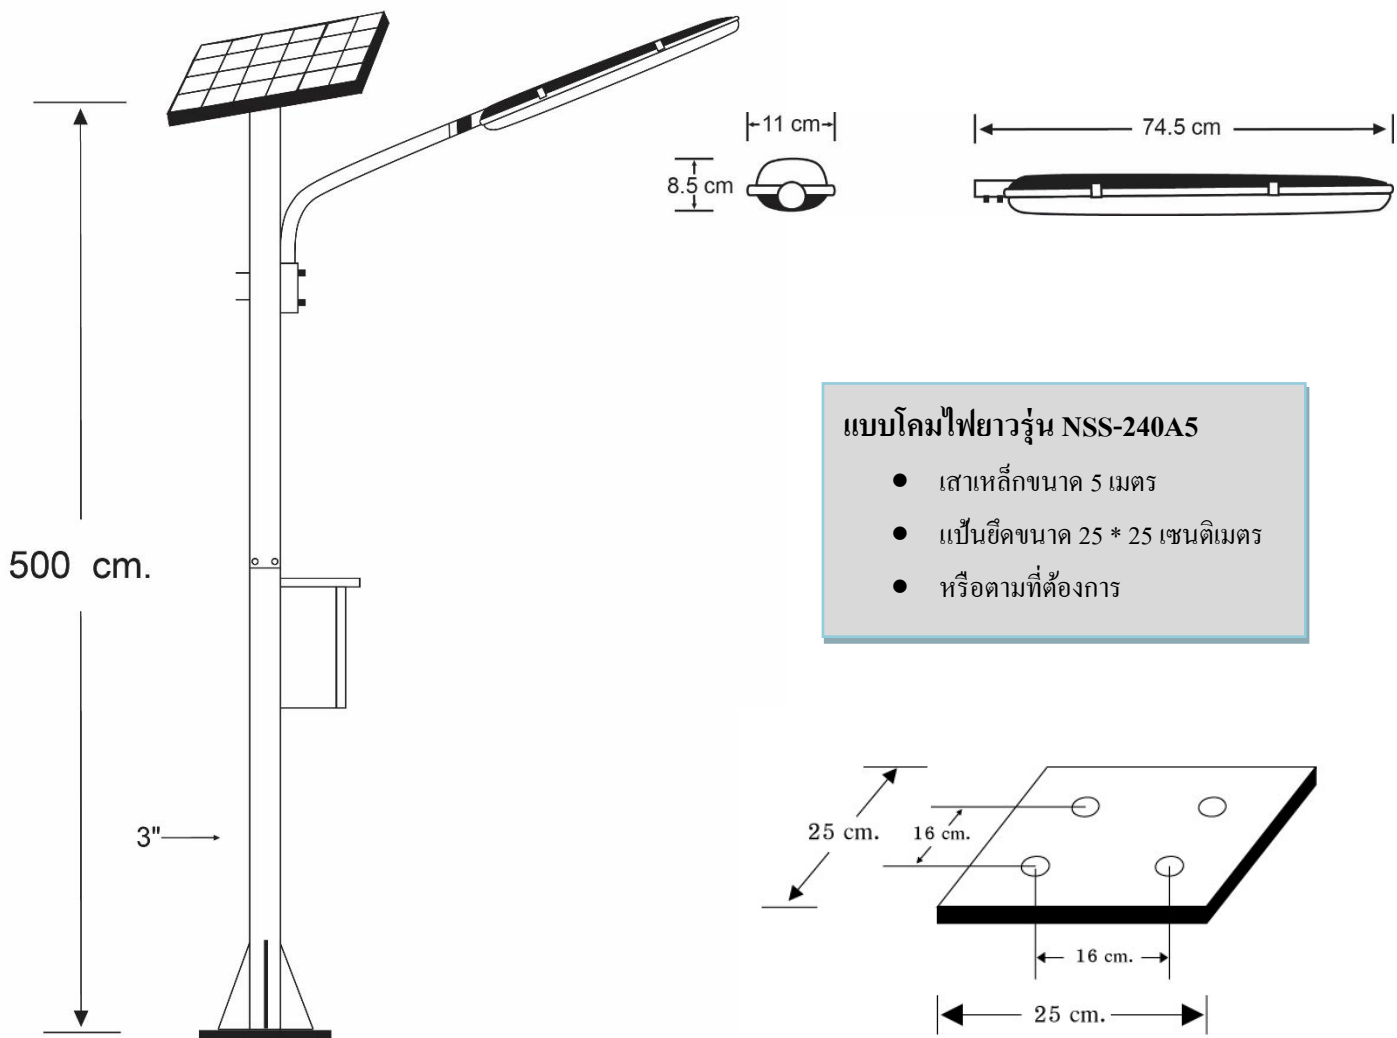 11 cm
74.5 cm
8.5 cm
แบบโคมไฟยาวรุ่น NSS-240A5
● เสาเหล็กขนาด 5 เมตร
● แป้นยึดขนาด 25 * 25 เซนติเมตร
● หรือตามที่ต้องการ
500 cm.
3"
25 cm.
16 cm.
16 cm.
25 cm.